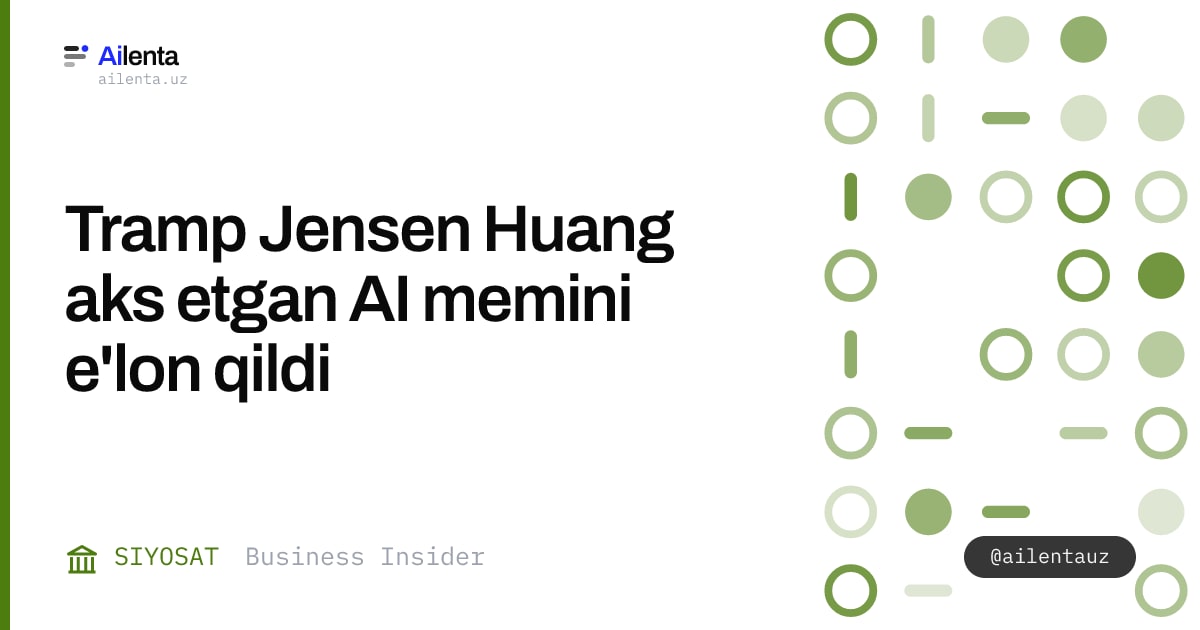 Ailenta
ailenta.uz
Tramp Jensen Huang
aks etgan AI memini
e'lon qildi
SIYOSAT Business Insider
@ailentauz